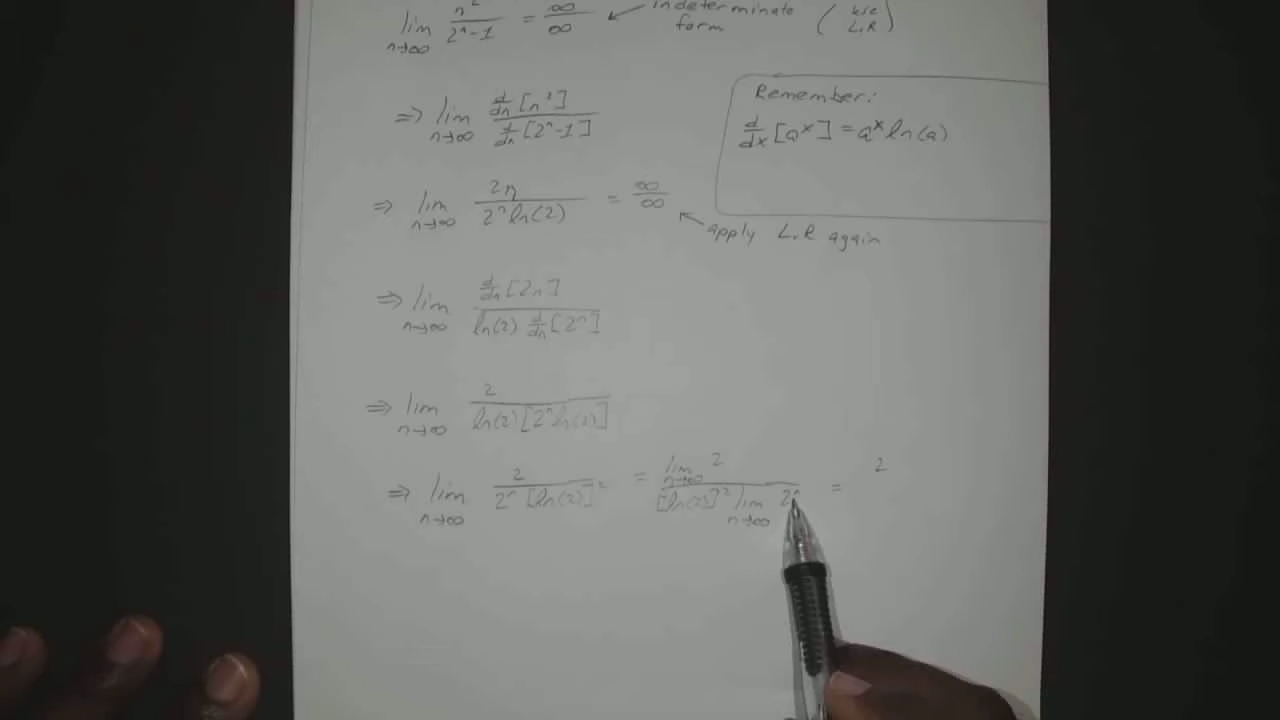 lim n→∞ n²/(2ⁿ-1) = ∞/∞ ← indeterminate form (use L.R)
⇒ lim n→∞ d/dn[n²] / d/dn[2ⁿ-1]
Remember:
d/dx[aˣ] = aˣ ln(a)
⇒ lim n→∞ 2n / 2ⁿ ln(2) = ∞/∞
apply L.R again
⇒ lim n→∞ d/dn[2n] / ln(2) d/dn[2ⁿ]
⇒ lim n→∞ 2 / ln(2)[2ⁿ ln(2)]
⇒ lim n→∞ 2 / 2ⁿ [ln(2)]² = lim n→∞ 2 / [ln(2)]² lim n→∞ 2ⁿ = 2